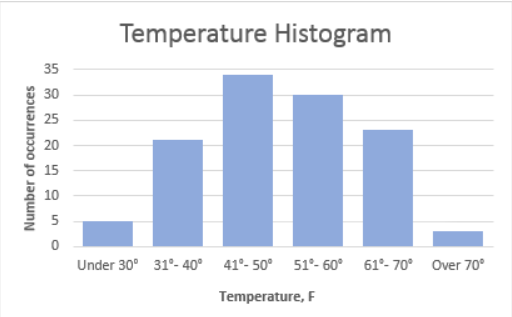 Temperature Histogram
35
30
25
20
15
10
5
0
Number of occurrences
Under 30° 31°- 40° 41°- 50° 51°- 60° 61°- 70° Over 70°
Temperature, F